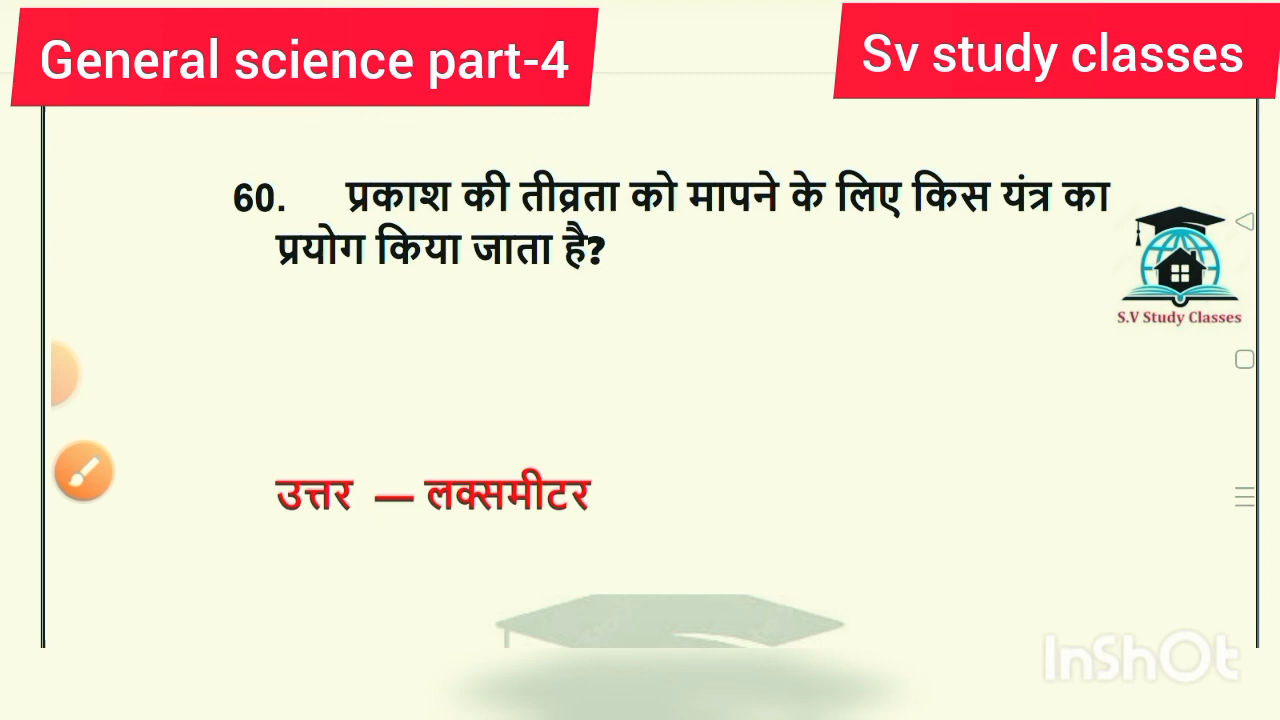 General science part-4
Sv study classes
60. प्रकाश की तीव्रता को मापने के लिए किस यंत्र का
प्रयोग किया जाता है?
S.V Study Classes
उत्तर — लक्समीटर
InShOt